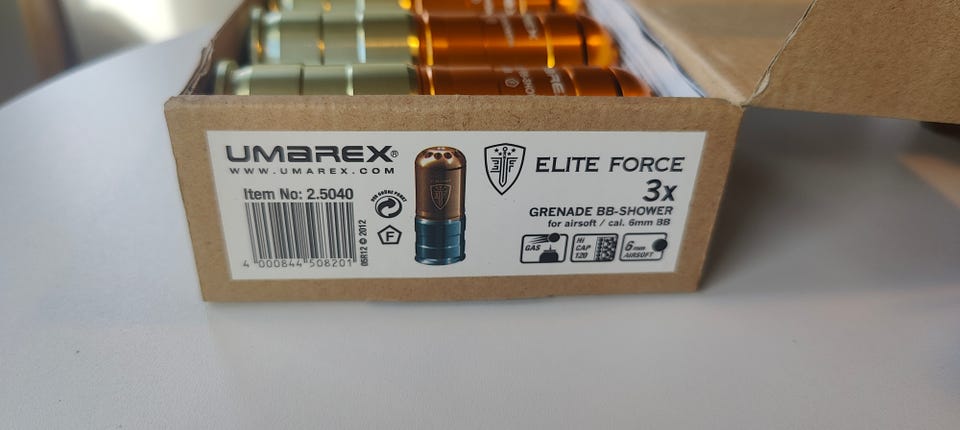 UMAREX®
WWW.UMAREX.COM
Item No: 2.5040
4 000844 508201
05R12 © 2012
F
ELITE FORCE
3x
GRENADE BB-SHOWER
for airsoft / cal. 6mm BB
GAS
Hi
CAP
120
6mm
AIRSOFT